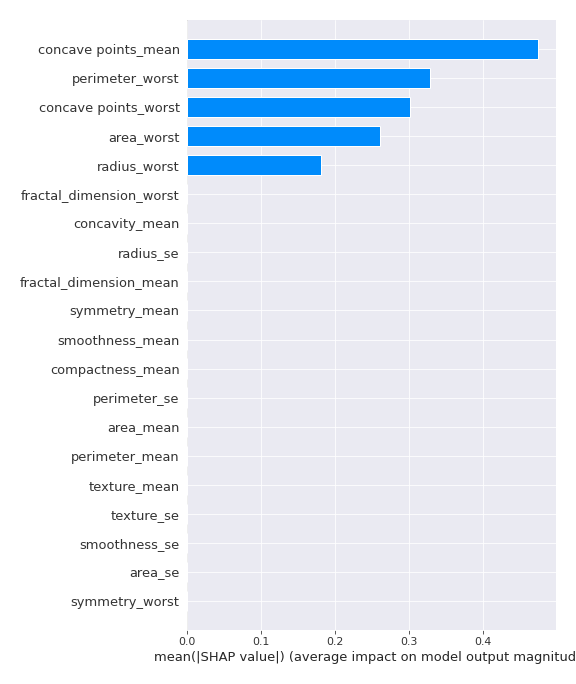 concave points_mean
perimeter_worst
concave points_worst
area_worst
radius_worst
fractal_dimension_worst
concavity_mean
radius_se
fractal_dimension_mean
symmetry_mean
smoothness_mean
compactness_mean
perimeter_se
area_mean
perimeter_mean
texture_mean
texture_se
smoothness_se
area_se
symmetry_worst
0.0 0.1 0.2 0.3 0.4
mean(|SHAP value|) (average impact on model output magnitud